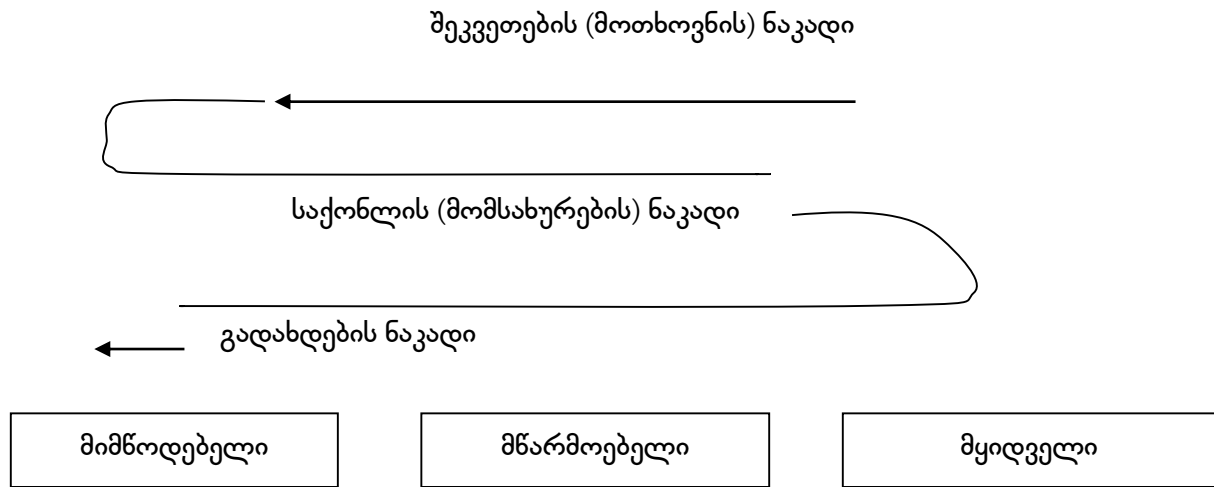 შეკვეთების (მოთხოვნის) ნაკადი
საქონლის (მომსახურების) ნაკადი
გადახდების ნაკადი
მიმწოდებელი
მწარმოებელი
მყიდველი